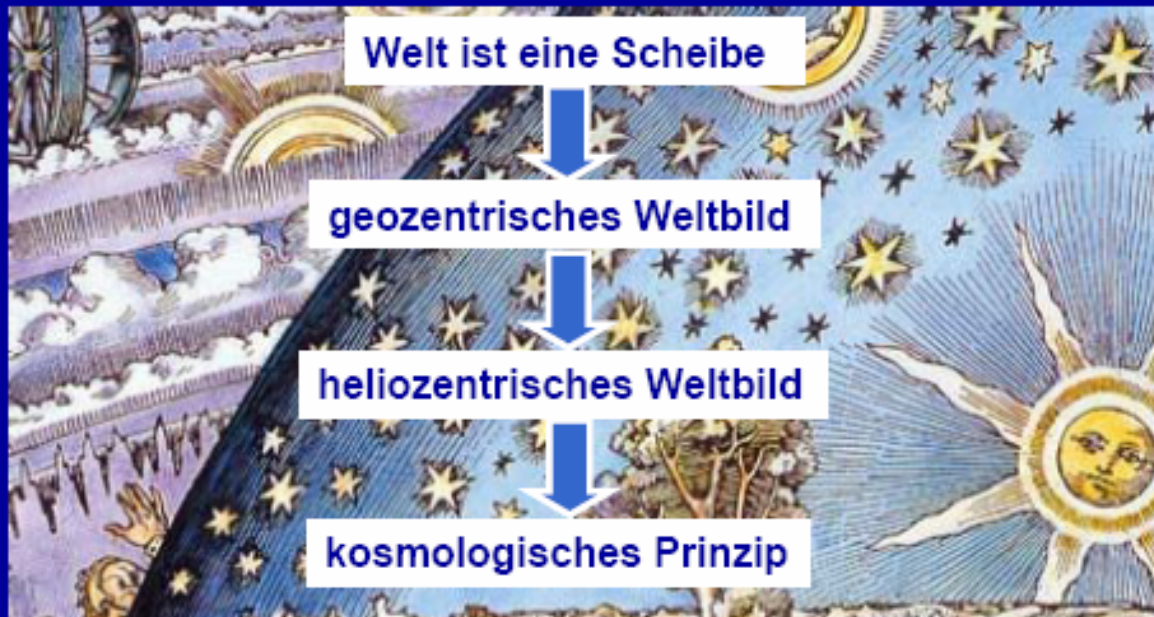 Welt ist eine Scheibe
geozentrisches Weltbild
heliozentrisches Weltbild
kosmologisches Prinzip